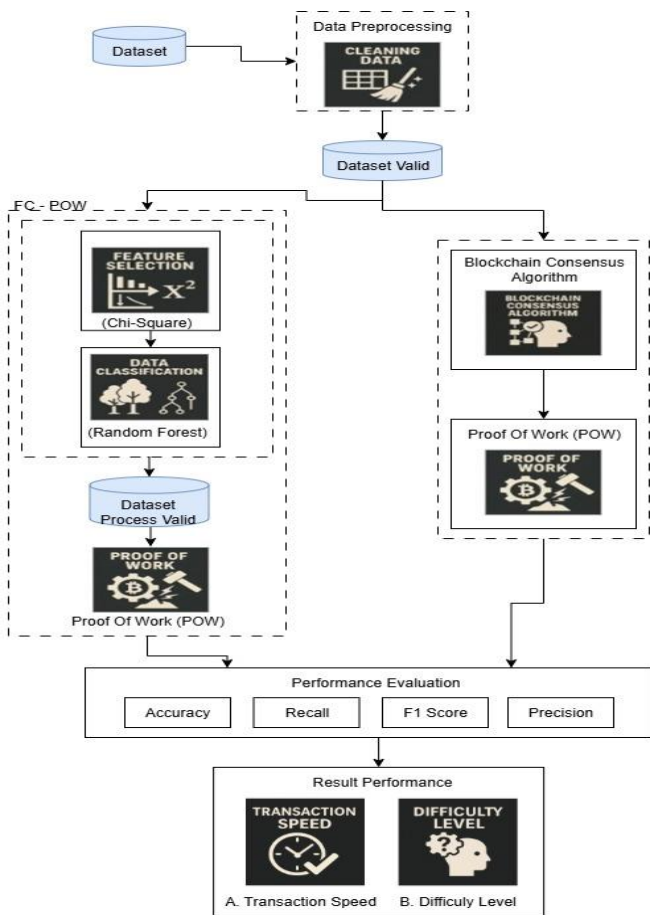 Data Preprocessing
Dataset
CLEANING
DATA
Dataset Valid
FC - POW
FEATURE
SELECTION
X²
(Chi-Square)
DATA
CLASSIFICATION
(Random Forest)
Dataset
Process Valid
PROOF OF
WORK
B
Proof Of Work (POW)
Blockchain Consensus
Algorithm
BLOCKCHAIN
CONSENSUS
ALGORITHM
Proof Of Work (POW)
PROOF OF
WORK
B
Performance Evaluation
Accuracy
Recall
F1 Score
Precision
Result Performance
TRANSACTION
SPEED
A. Transaction Speed
DIFFICULTY
LEVEL
?
B. Difficuly Level